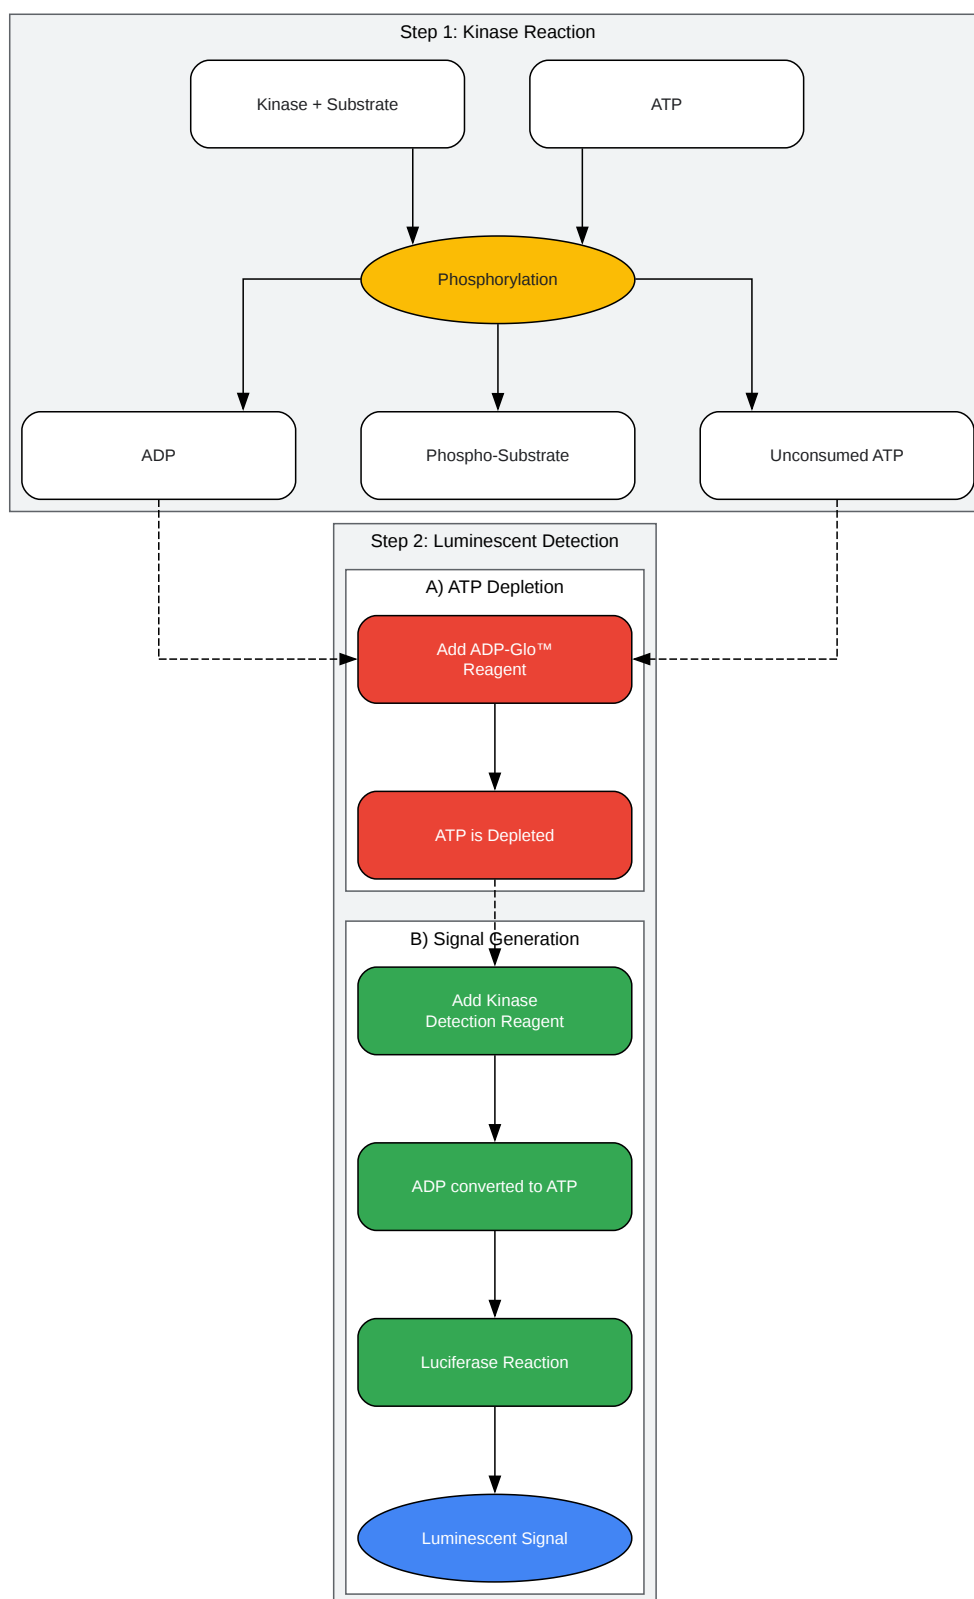 Step 1: Kinase Reaction
Kinase + Substrate
ATP
Phosphorylation
ADP
Phospho-Substrate
Unconsumed ATP
Step 2: Luminescent Detection
A) ATP Depletion
Add ADP-Glo™
Reagent
ATP is Depleted
B) Signal Generation
Add Kinase
Detection Reagent
ADP converted to ATP
Luciferase Reaction
Luminescent Signal